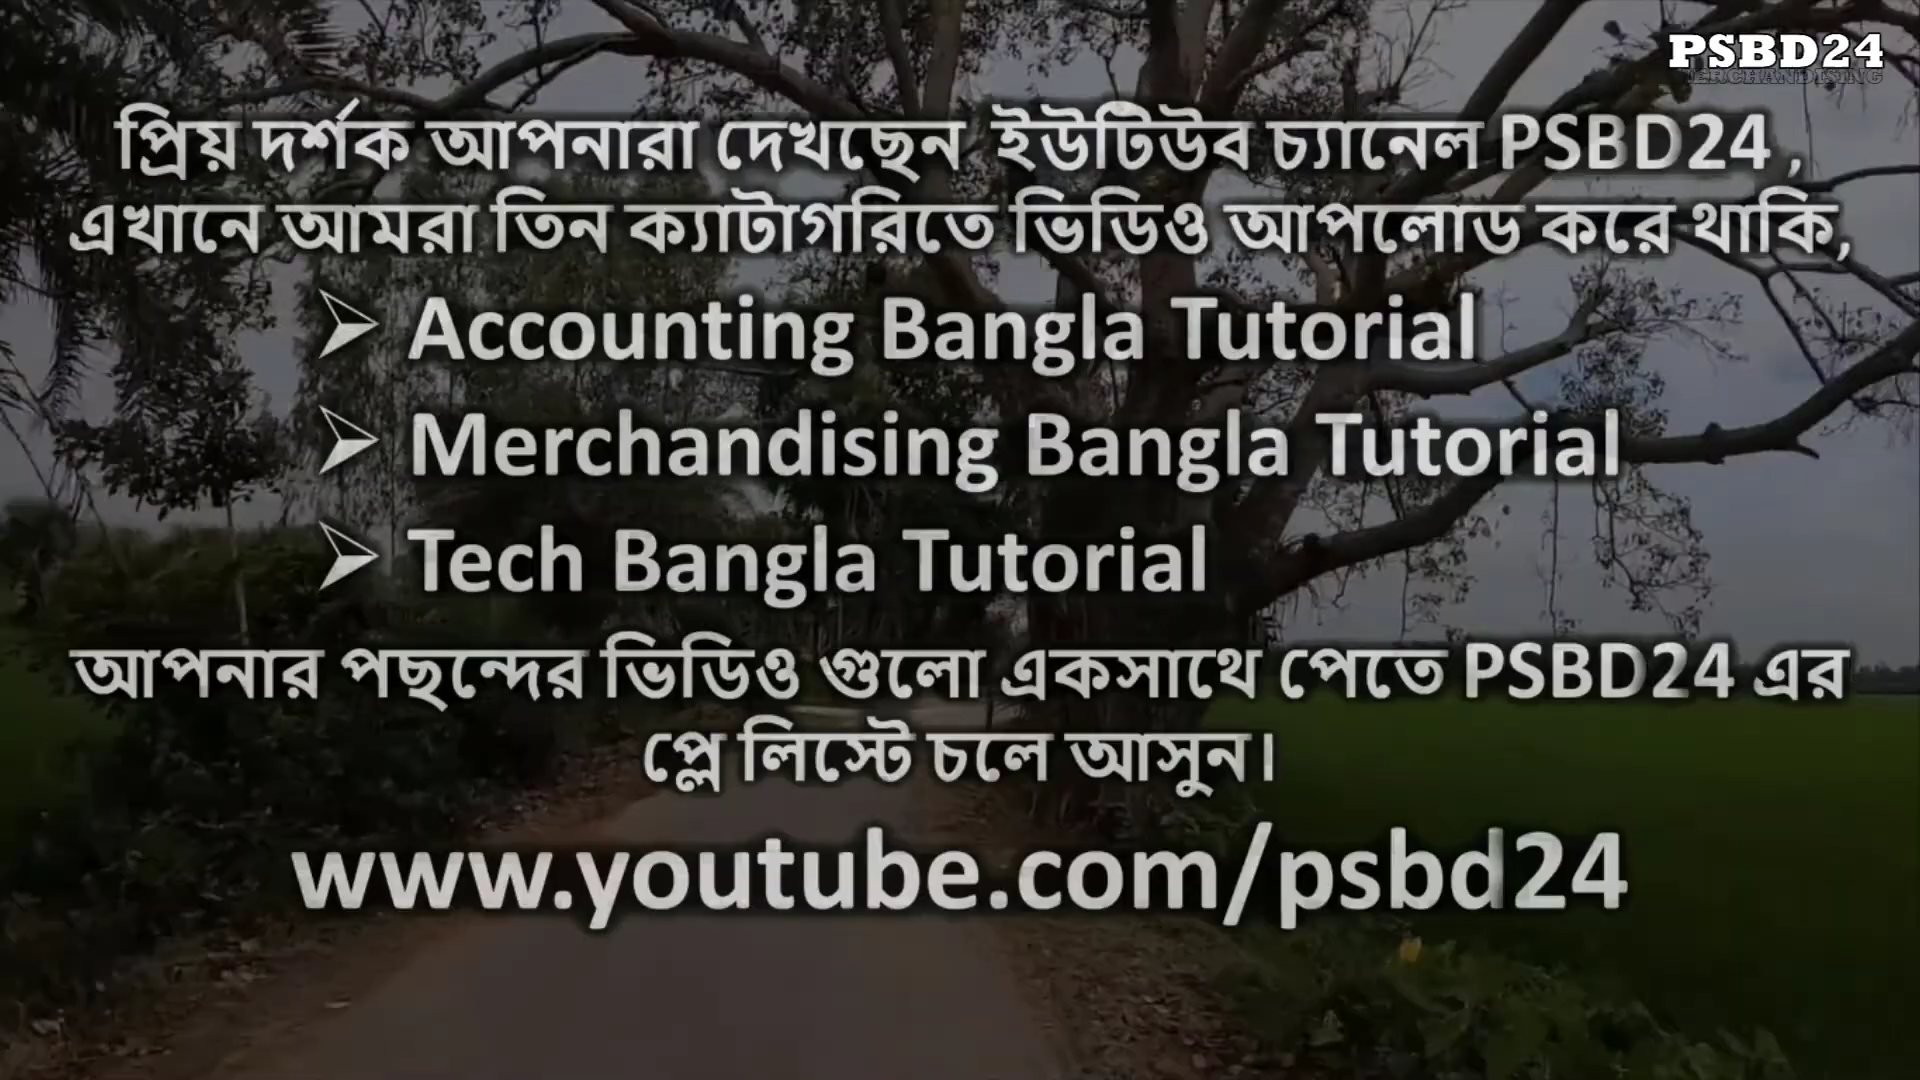 PSBD24
MERCHANDISING
প্রিয় দর্শক আপনারা দেখছেন ইউটিউব চ্যানেল PSBD24 ,
এখানে আমরা তিন ক্যাটাগরিতে ভিডিও আপলোড করে থাকি,
➢ Accounting Bangla Tutorial
➢ Merchandising Bangla Tutorial
➢ Tech Bangla Tutorial
আপনার পছন্দের ভিডিও গুলো একসাথে পেতে PSBD24 এর
প্লে লিস্টে চলে আসুন।
www.youtube.com/psbd24